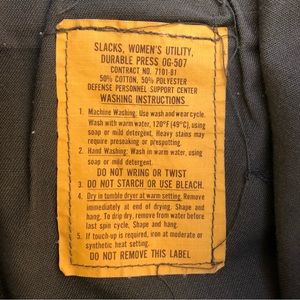 SLACKS, WOMEN'S UTILITY,
DURABLE PRESS OG-507
CONTRACT NO. 7101-81
50% COTTON, 50% POLYESTER
DEFENSE PERSONNEL SUPPORT CENTER
WASHING INSTRUCTIONS
1. Machine Washing: Use wash and wear cycle.
Wash with warm water, 120°F (49°C), using
soap or mild detergent. Heavy stains may
require presoaking or prespotting.
2. Hand Washing: Wash in warm water, using
soap or mild detergent.
DO NOT WRING OR TWIST
3. DO NOT STARCH OR USE BLEACH.
4. Dry in tumble dryer at warm setting. Remove
immediately at end of drying. Shape and
hang. To drip dry, remove from water before
last spin cycle, Shape and hang.
5. If touch-up is required, iron at moderate or
synthetic heat setting.
DO NOT REMOVE THIS LABEL